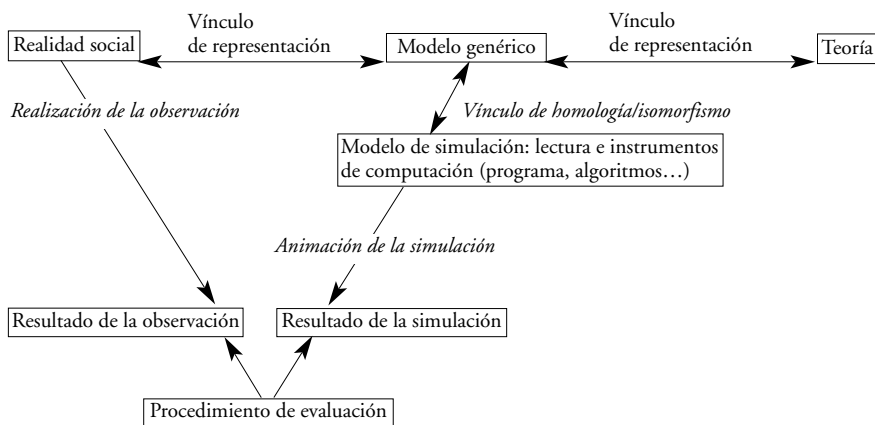 Vínculo
de representación
Vínculo
de representación
Realidad social
Modelo genérico
Teoría
Realización de la observación
Vínculo de homología/isomorfismo
Modelo de simulación: lectura e instrumentos
de computación (programa, algoritmos…)
Animación de la simulación
Resultado de la observación
Resultado de la simulación
Procedimiento de evaluación